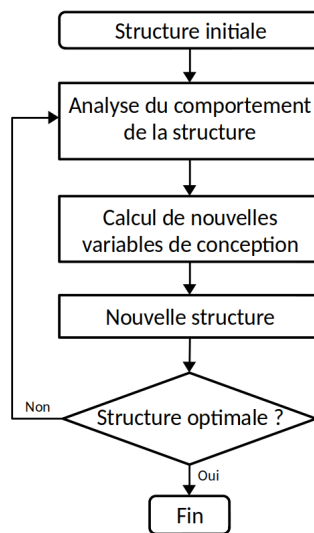 Structure initiale
Analyse du comportement
de la structure
Calcul de nouvelles
variables de conception
Nouvelle structure
Structure optimale ?
Non
Oui
Fin